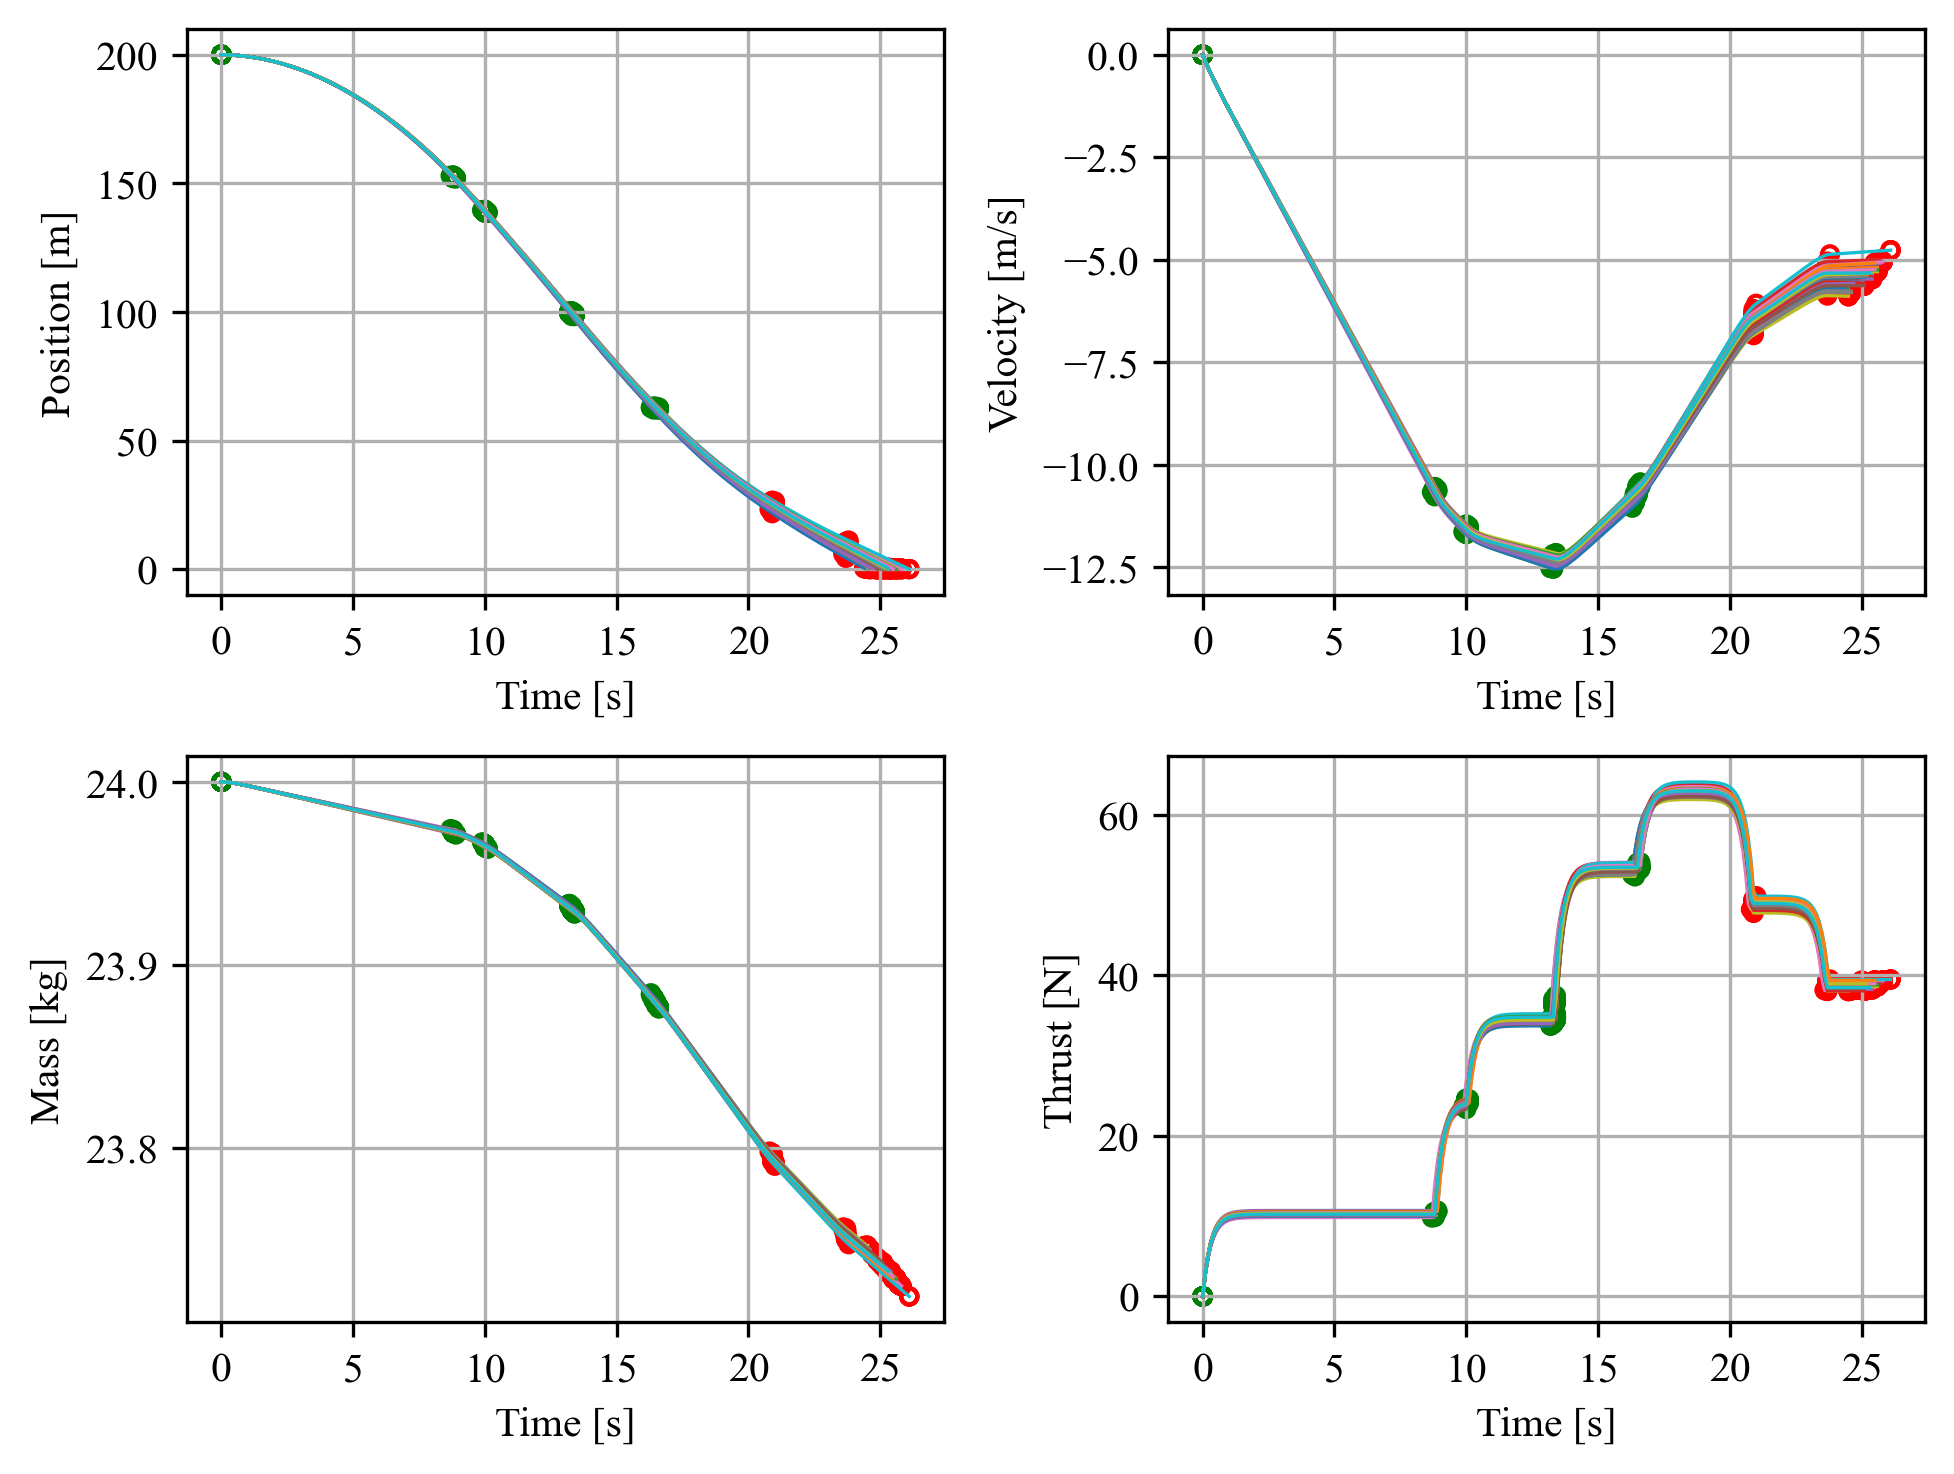 200
150
100
50
0
Position [m]
0 5 10 15 20 25
Time [s]
0.0
−2.5
−5.0
−7.5
−10.0
−12.5
Velocity [m/s]
0 5 10 15 20 25
Time [s]
24.0
23.9
23.8
Mass [kg]
0 5 10 15 20 25
Time [s]
60
40
20
0
Thrust [N]
0 5 10 15 20 25
Time [s]